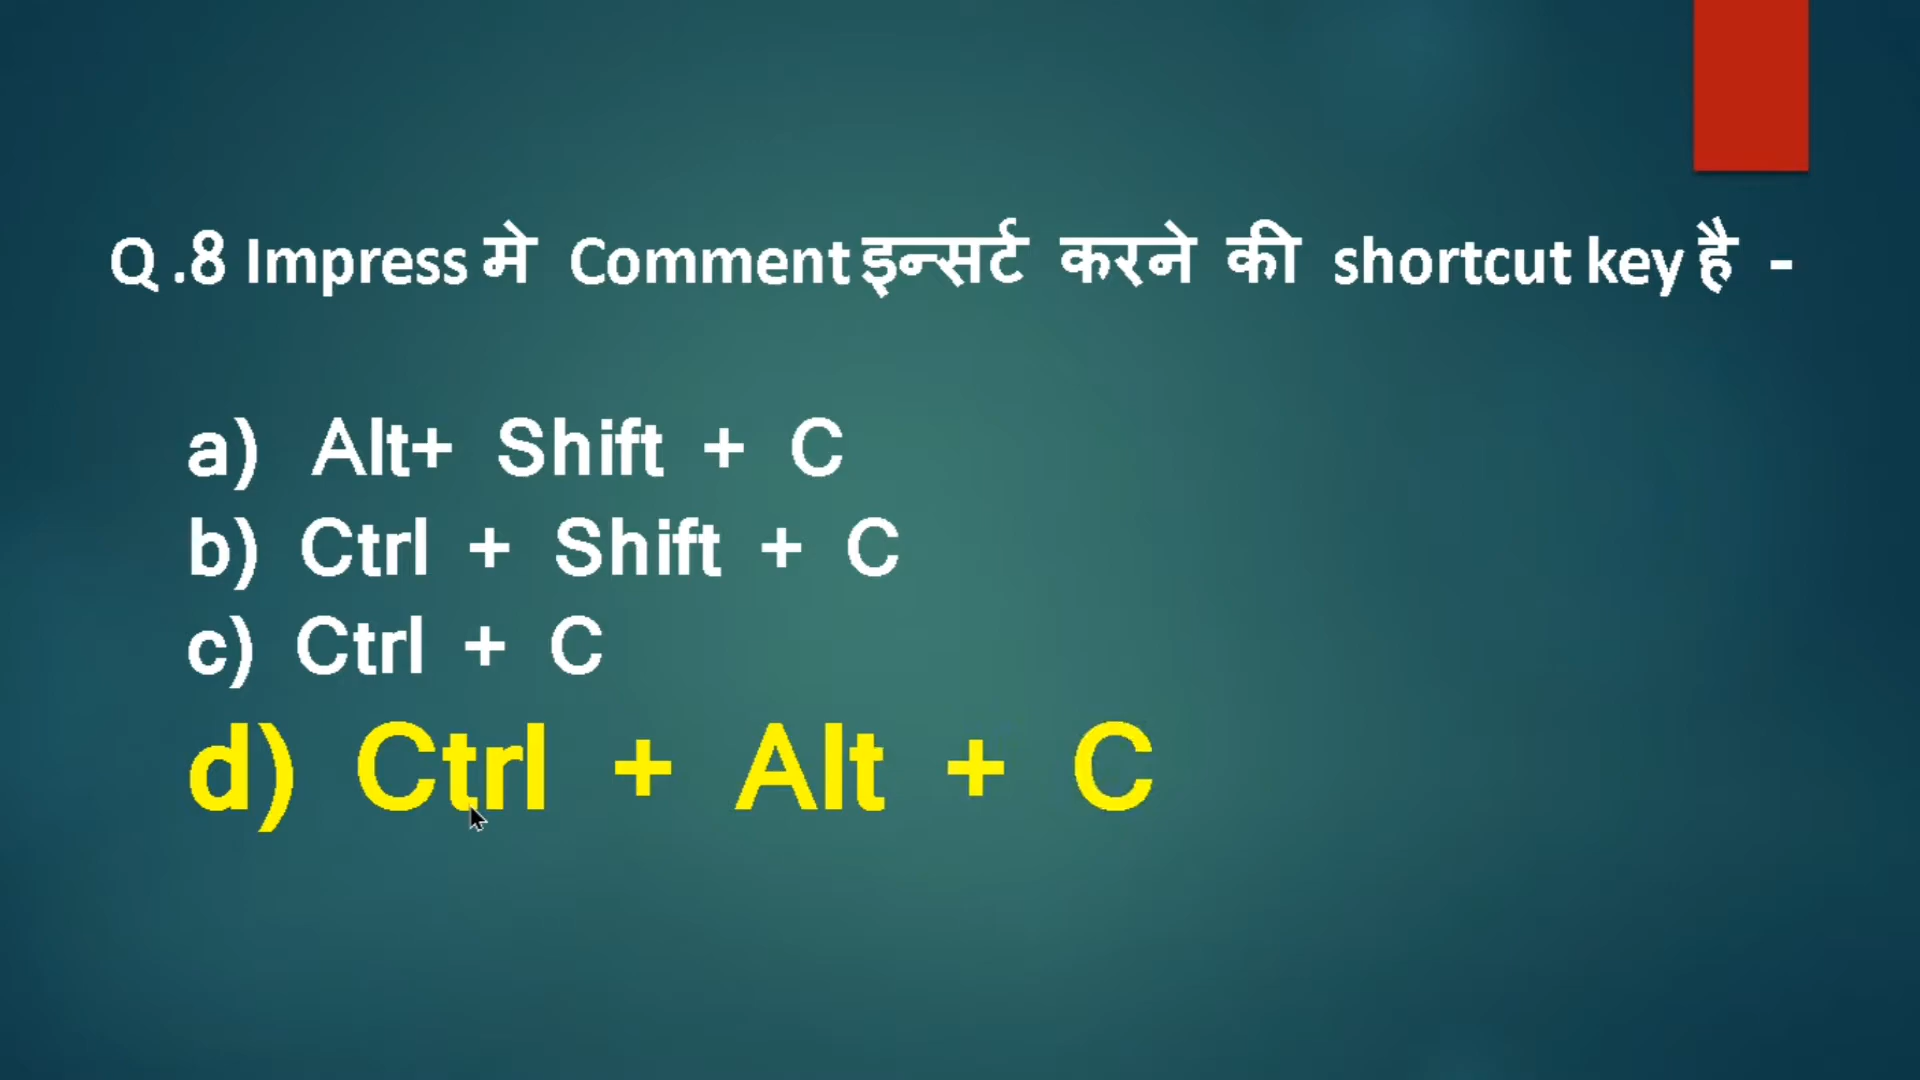 Q .8 Impress मे Comment इन्सर्ट करने की shortcut key है -
a) Alt+ Shift + C
b) Ctrl + Shift + C
c) Ctrl + C
d) Ctrl + Alt + C